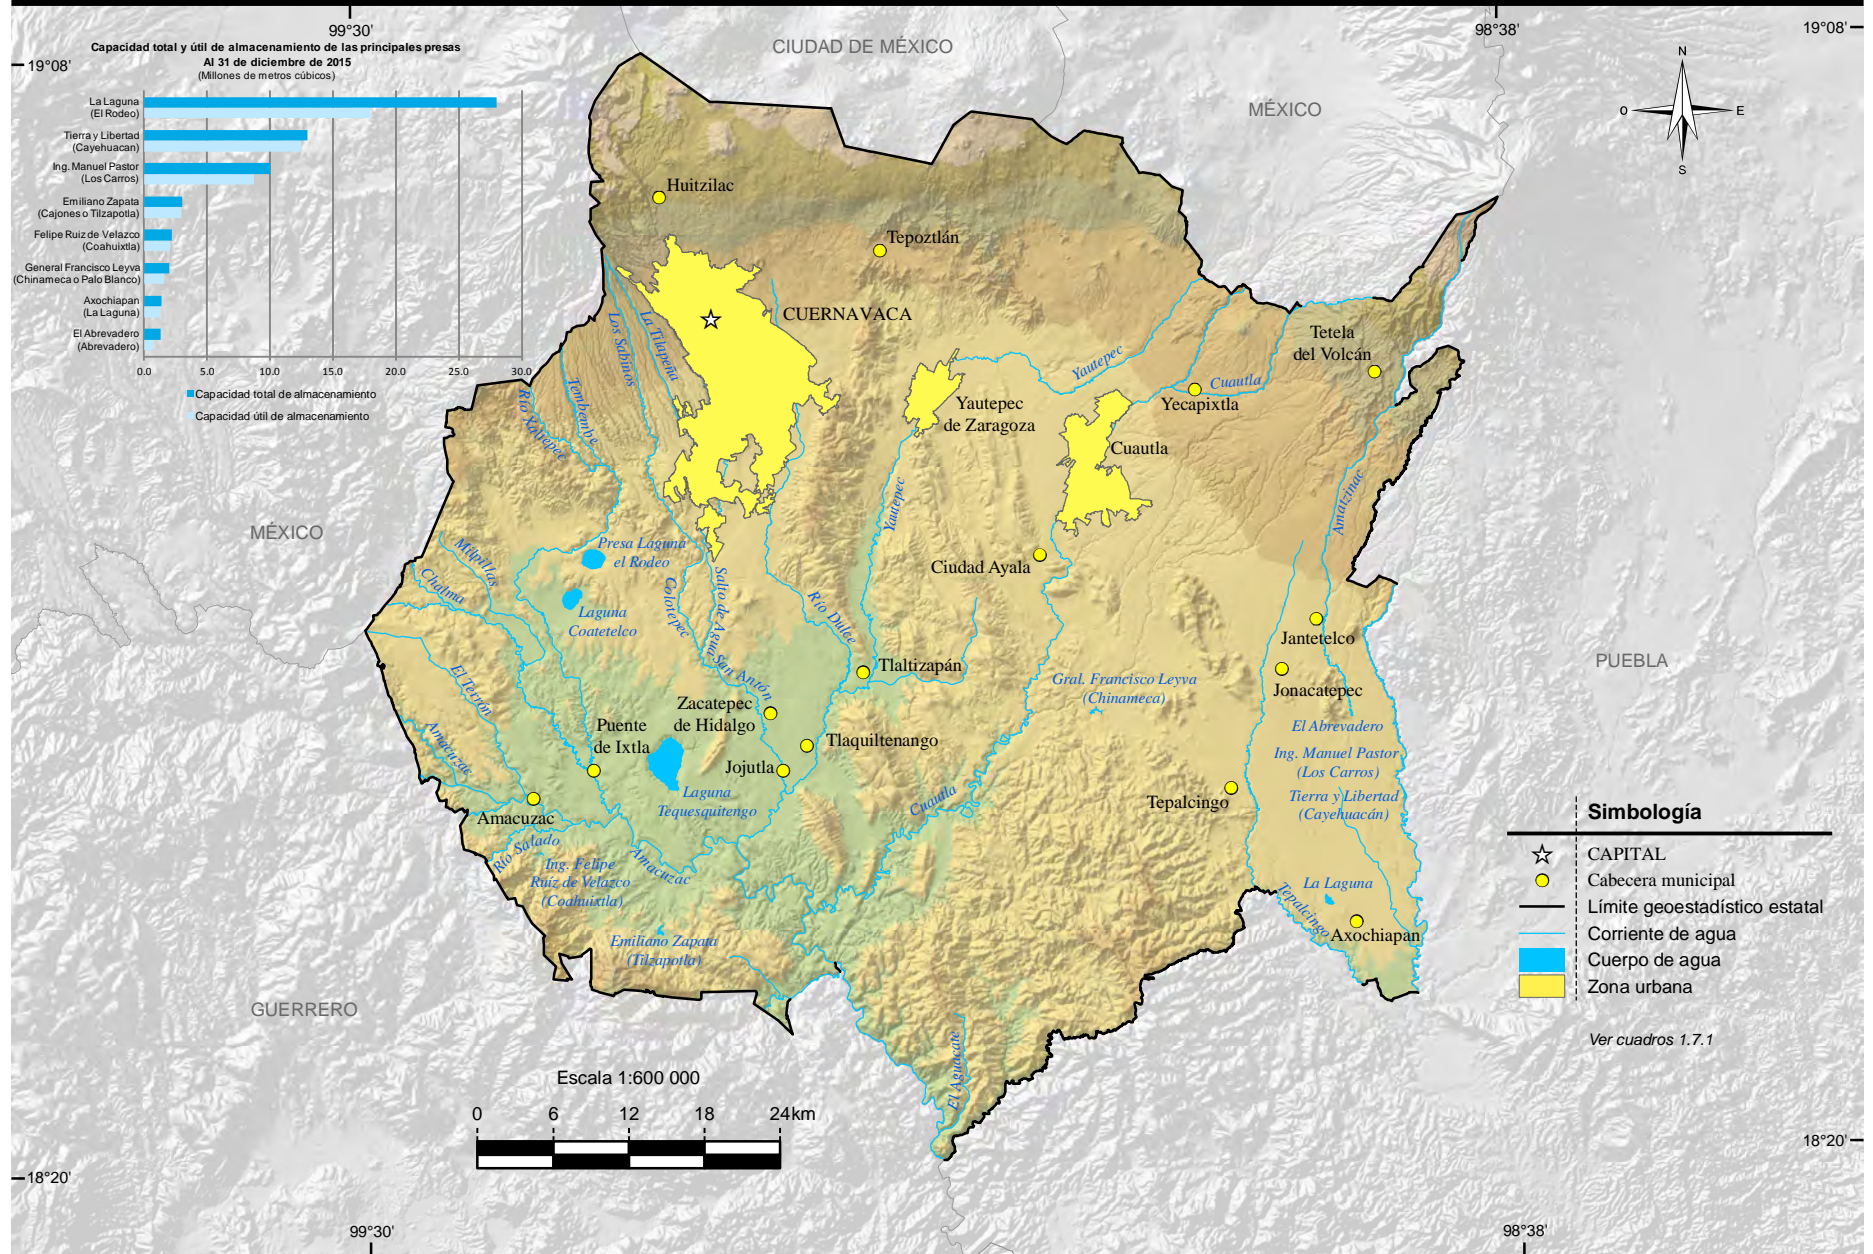 99°30'
98°38'
19°08'
19°08'
Capacidad total y útil de almacenamiento de las principales presas
Al 31 de diciembre de 2015
(Millones de metros cúbicos)
La Laguna
(El Rodeo)
Tierra y Libertad
(Cayehuacan)
Ing. Manuel Pastor
(Los Carros)
Emiliano Zapata
(Cajones o Tilzapotla)
Felipe Ruiz de Velazco
(Coahuixtla)
General Francisco Leyva
(Chinameca o Palo Blanco)
Axochiapan
(La Laguna)
El Abrevadero
(Abrevadero)
0.0 5.0 10.0 15.0 20.0 25.0 30.0
Capacidad total de almacenamiento
Capacidad útil de almacenamiento
CIUDAD DE MÉXICO
MÉXICO
N
O E
S
Huitzilac
Tepoztlán
CUERNAVACA
La Tilapeña
Los Sabinos
Tembembe
Río Xaltepec
Tetela
del Volcán
Yautepec
Cuautla
Yecapixtla
Yautepec
de Zaragoza
Cuautla
Yautepec
Amatzinac
MÉXICO
Milpillas
Chalma
Presa Laguna
el Rodeo
Laguna
Coatetelco
Colotepec
Salto de Agua
San Antón
Río Dulce
Ciudad Ayala
Jantetelco
Jonacatepec
PUEBLA
Tlaltizapán
Gral. Francisco Leyva
(Chinameca)
El Terrón
Amacuzac
Zacatepec
de Hidalgo
Puente
de Ixtla
Tlaquiltenango
Jojutla
El Abrevadero
Ing. Manuel Pastor
(Los Carros)
Tierra y Libertad
(Cayehuacán)
Tepalcingo
Laguna
Tequesquitengo
Cuautla
Amacuzac
Río Salado
Ing. Felipe
Ruíz de Velazco
(Coahuixtla)
Amacuzac
Emiliano Zapata
(Tilzapotla)
La Laguna
Tepalcingo
Axochiapan
El Aguacate
GUERRERO
Simbología
CAPITAL
Cabecera municipal
Límite geoestadístico estatal
Corriente de agua
Cuerpo de agua
Zona urbana
Ver cuadros 1.7.1
Escala 1:600 000
0 6 12 18 24 km
18°20'
18°20'
99°30'
98°38'